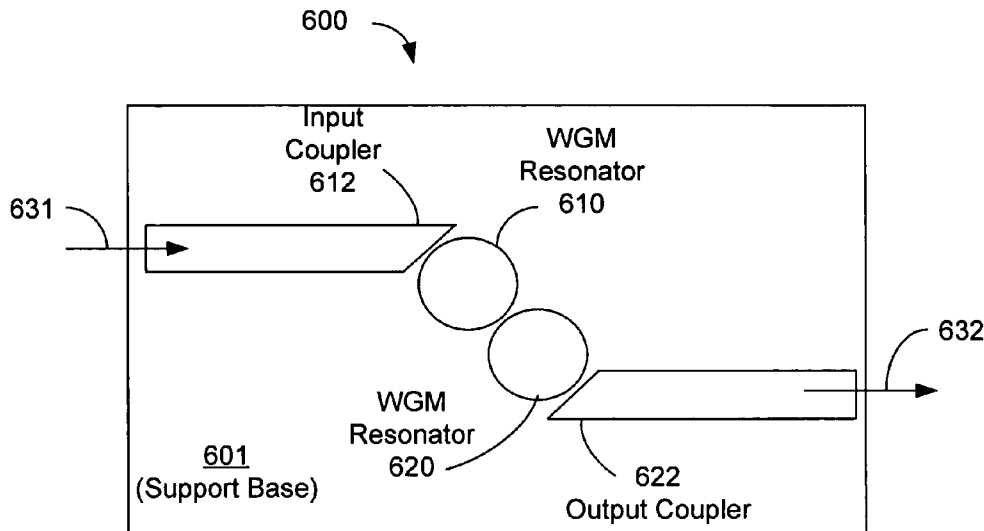 600
Input
Coupler
612
WGM
Resonator
610
631
632
WGM
Resonator
620
601
(Support Base)
622
Output Coupler